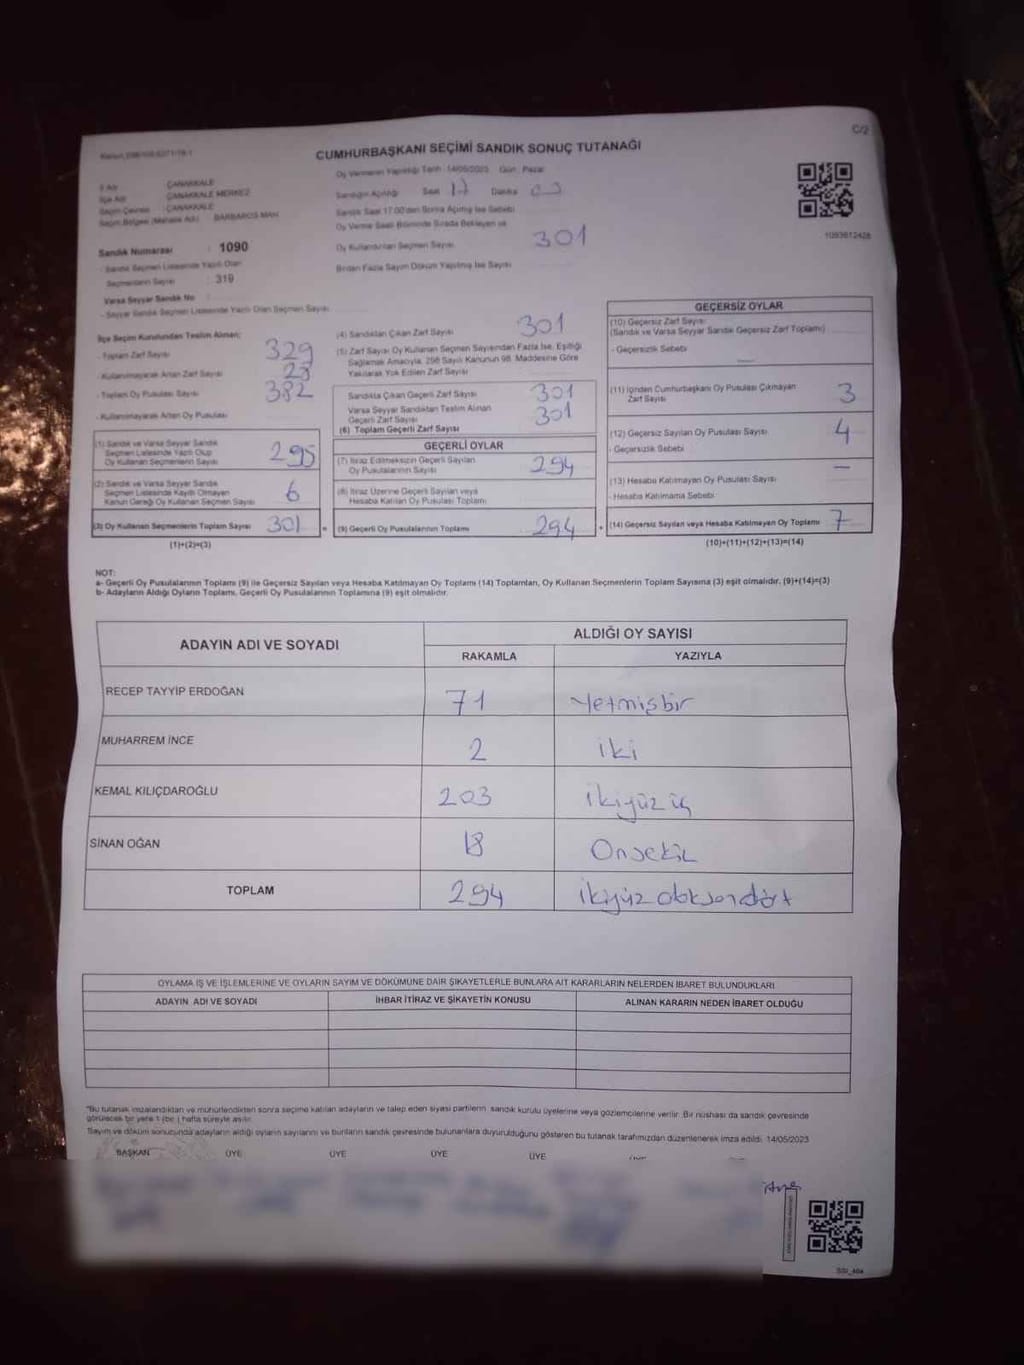 C/2
CUMHURBAŞKANI SEÇİMİ SANDIK SONUÇ TUTANAĞI
İl Adı : ÇANAKKALE
İlçe Adı : ÇANAKKALE MERKEZ
Seçim Çevresi : ÇANAKKALE
Seçim Bölgesi (Mahalle Adı) : BARBAROS MAH
Sandık Numarası : 1090
- Sandık Seçmen Listesinde Yazılı Olan
Seçmenlerin Sayısı : 319
Varsa Seyyar Sandık No
- Seyyar Sandık Seçmen Listesinde Yazılı Olan Seçmen Sayısı
Oy Vermenin Yapıldığı Tarih : 14/05/2023 Gün : Pazar
Sandığın Açılışı Saat 17 Dakika 00
Sandık Saat 17.00'den Sonra Açılmış İse Sebebi
Oy Verme Saati Bitiminde Sırada Bekleyen ve
Oy Kullandırılan Seçmen Sayısı 301
Birden Fazla Sayım Döküm Yapılmış İse Sayısı
1093612428
İlçe Seçim Kurulundan Teslim Alınan;
- Toplam Zarf Sayısı 329
- Kullanılmayarak Artan Zarf Sayısı 28
- Toplam Oy Pusulası Sayısı 382
- Kullanılmayarak Artan Oy Pusulası
(1) Sandık ve Varsa Seyyar Sandık
Seçmen Listesinde Yazılı Olup
Oy Kullanan Seçmenlerin Sayısı 295
(2) Sandık ve Varsa Seyyar Sandık
Seçmen Listesinde Kayıtlı Olmayan
Kanun Gereği Oy Kullanan Seçmen Sayısı 6
(3) Oy Kullanan Seçmenlerin Toplam Sayısı 301
(1)+(2)=(3)
(4) Sandıktan Çıkan Zarf Sayısı 301
(5) Zarf Sayısı Oy Kullanan Seçmen Sayısından Fazla İse, Eşitliği
Sağlamak Amacıyla, 298 Sayılı Kanunun 98. Maddesine Göre
Yakılarak Yok Edilen Zarf Sayısı
Sandıkta Çıkan Geçerli Zarf Sayısı 301
Varsa Seyyar Sandıktan Teslim Alınan
Geçerli Zarf Sayısı 301
(6) Toplam Geçerli Zarf Sayısı
GEÇERLİ OYLAR
(7) İtiraz Edilmeksizin Geçerli Sayılan
Oy Pusulalarının Sayısı 294
(8) İtiraz Üzerine Geçerli Sayılan veya
Hesaba Katılan Oy Pusulası Toplamı
= (9) Geçerli Oy Pusulalarının Toplamı 294
GEÇERSİZ OYLAR
(10) Geçersiz Zarf Sayısı
(Sandık ve Varsa Seyyar Sandık Geçersiz Zarf Toplamı)
- Geçersizlik Sebebi —
(11) İçinden Cumhurbaşkanı Oy Pusulası Çıkmayan
Zarf Sayısı 3
(12) Geçersiz Sayılan Oy Pusulası Sayısı 4
- Geçersizlik Sebebi
(13) Hesaba Katılmayan Oy Pusulası Sayısı —
- Hesaba Katılmama Sebebi
+ (14) Geçersiz Sayılan veya Hesaba Katılmayan Oy Toplamı 7
(10)+(11)+(12)+(13)=(14)
NOT:
a- Geçerli Oy Pusulalarının Toplamı (9) ile Geçersiz Sayılan veya Hesaba Katılmayan Oy Toplamı (14) Toplamları, Oy Kullanan Seçmenlerin Toplam Sayısına (3) eşit olmalıdır. (9)+(14)=(3)
b- Adayların Aldığı Oyların Toplamı, Geçerli Oy Pusulalarının Toplamına (9) eşit olmalıdır.
ADAYIN ADI VE SOYADI
ALDIĞI OY SAYISI
RAKAMLA YAZIYLA
RECEP TAYYİP ERDOĞAN 71 Yetmişbir
MUHARREM İNCE 2 iki
KEMAL KILIÇDAROĞLU 203 ikiyüz üç
SİNAN OĞAN 18 Onsekiz
TOPLAM 294 ikiyüz doksandört
OYLAMA İŞ VE İŞLEMLERİNE VE OYLARIN SAYIM VE DÖKÜMÜNE DAİR ŞİKAYETLERLE BUNLARA AİT KARARLARIN NELERDEN İBARET BULUNDUKLARI
ADAYIN ADI VE SOYADI İHBAR İTİRAZ VE ŞİKAYETİN KONUSU ALINAN KARARIN NEDEN İBARET OLDUĞU
"Bu tutanak imzalandıktan ve mühürlendikten sonra seçime katılan adayların ve talep eden siyasi partilerin sandık kurulu üyelerine veya gözlemcilerine verilir. Bir nüshası da sandık çevresinde
görülecek bir yere 1 (bir) hafta süreyle asılır.
Sayım ve döküm sonucunda adayların aldığı oyların sayılarını ve bunların sandık çevresinde bulunanlara duyurulduğunu gösteren bu tutanak tarafımızdan düzenlenerek imza edildi. 14/05/2023
BAŞKAN ÜYE ÜYE ÜYE ÜYE